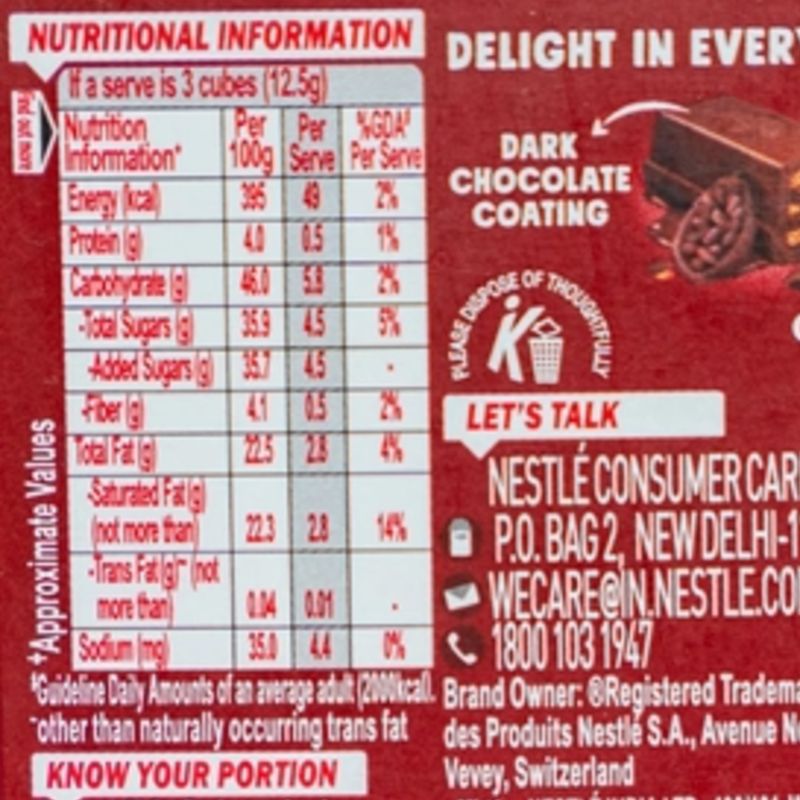 NUTRITIONAL INFORMATION
If a serve is 3 cubes (12.5g)
Nutrition Information⁺ Per 100g Per Serve %GDA# Per Serve
Energy (kcal) 395 49 2%
Protein (g) 4.0 0.5 1%
Carbohydrate (g) 46.0 5.8 2%
-Total Sugars (g) 35.9 4.5 5%
-Added Sugars (g) 35.7 4.5 -
-Fiber (g) 4.1 0.5 2%
Total Fat (g) 22.5 2.8 4%
-Saturated Fat (g) (not more than) 22.3 2.8 14%
-Trans Fat (g)~ (not more than) 0.04 0.01 -
Sodium (mg) 35.0 4.4 0%
⁺Approximate Values
#Guideline Daily Amounts of an average adult (2000kcal).
~other than naturally occurring trans fat
KNOW YOUR PORTION
DELIGHT IN EVERY
DARK
CHOCOLATE
COATING
PLEASE DISPOSE OF THOUGHTFULLY
LET'S TALK
NESTLÉ CONSUMER CAR
P.O. BAG 2, NEW DELHI-1
WECARE@IN.NESTLE.CO
1800 103 1947
Brand Owner: ®Registered Tradema
des Produits Nestlé S.A., Avenue N
Vevey, Switzerland